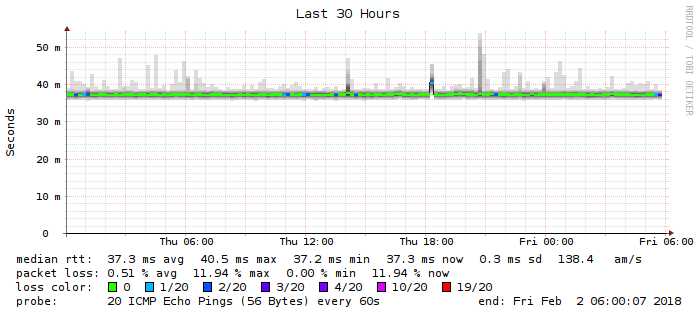 Last 30 Hours
RRDTOOL / TOBI OETIKER
Seconds
50 m
40 m
30 m
20 m
10 m
0
Thu 06:00 Thu 12:00 Thu 18:00 Fri 00:00 Fri 06:00
median rtt: 37.3 ms avg 40.5 ms max 37.2 ms min 37.3 ms now 0.3 ms sd 138.4 am/s
packet loss: 0.51 % avg 11.94 % max 0.00 % min 11.94 % now
loss color: 0 1/20 2/20 3/20 4/20 10/20 19/20
probe: 20 ICMP Echo Pings (56 Bytes) every 60s end: Fri Feb 2 06:00:07 2018